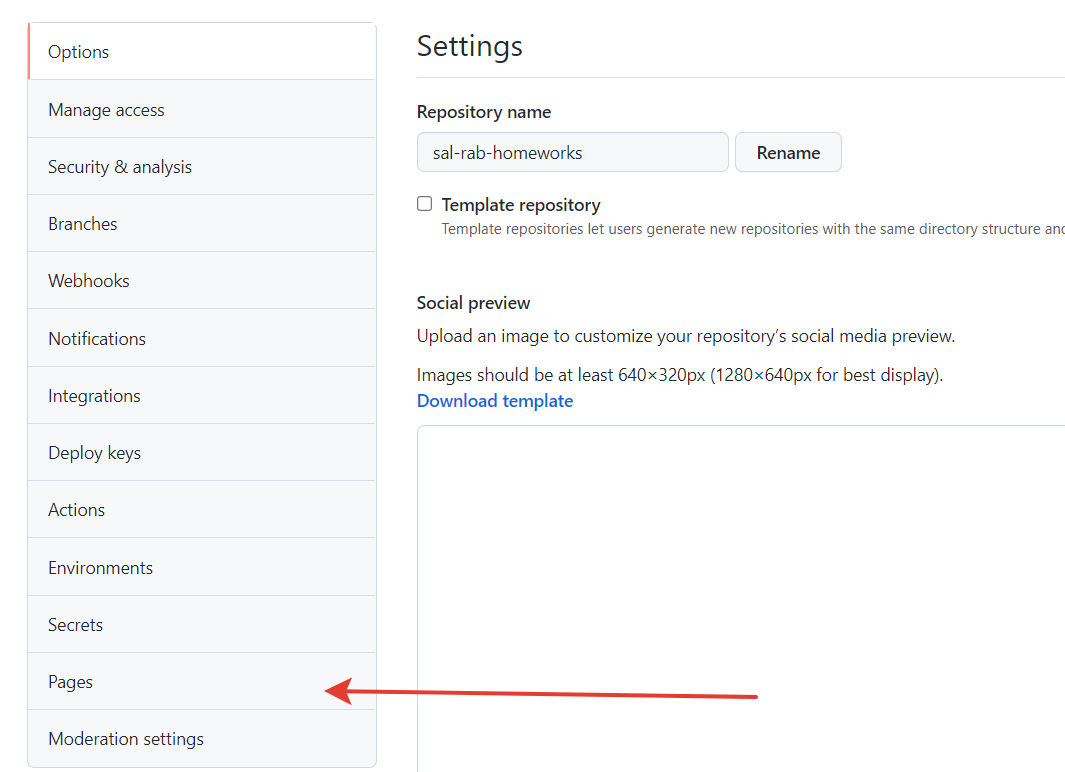 Options
Manage access
Security & analysis
Branches
Webhooks
Notifications
Integrations
Deploy keys
Actions
Environments
Secrets
Pages
Moderation settings
Settings
Repository name
sal-rab-homeworks
Rename
Template repository
Template repositories let users generate new repositories with the same directory structure and
Social preview
Upload an image to customize your repository’s social media preview.
Images should be at least 640×320px (1280×640px for best display).
Download template